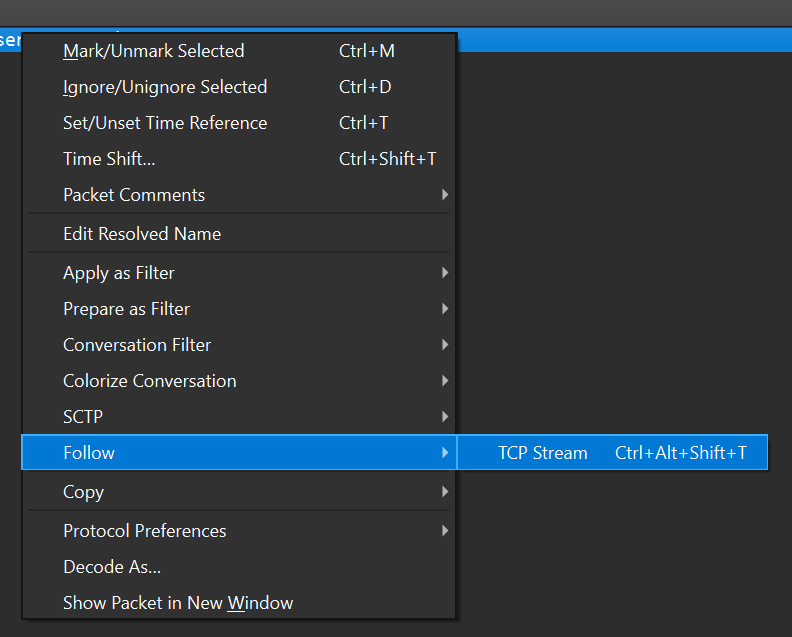 Mark/Unmark Selected Ctrl+M
Ignore/Unignore Selected Ctrl+D
Set/Unset Time Reference Ctrl+T
Time Shift... Ctrl+Shift+T
Packet Comments
Edit Resolved Name
Apply as Filter
Prepare as Filter
Conversation Filter
Colorize Conversation
SCTP
Follow TCP Stream Ctrl+Alt+Shift+T
Copy
Protocol Preferences
Decode As...
Show Packet in New Window